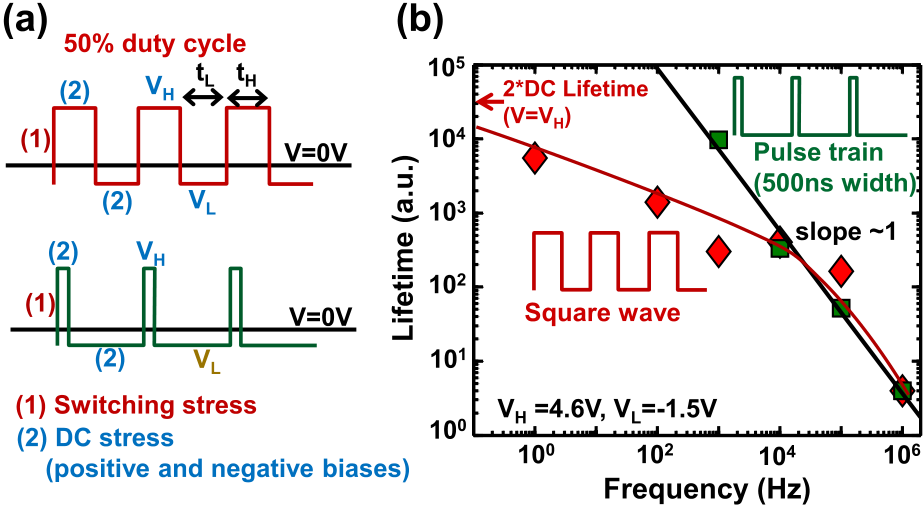 (a)
50% duty cycle
(2) V_H t_L t_H
(1) V=0V
(2) V_L
(2) V_H
(1) V=0V
(2) V_L
(1) Switching stress
(2) DC stress
(positive and negative biases)
(b)
Lifetime (a.u.)
10^5
10^4
10^3
10^2
10^1
10^0
2*DC Lifetime
(V=V_H)
Pulse train
(500ns width)
slope ~1
Square wave
V_H =4.6V, V_L=-1.5V
10^0 10^2 10^4 10^6
Frequency (Hz)